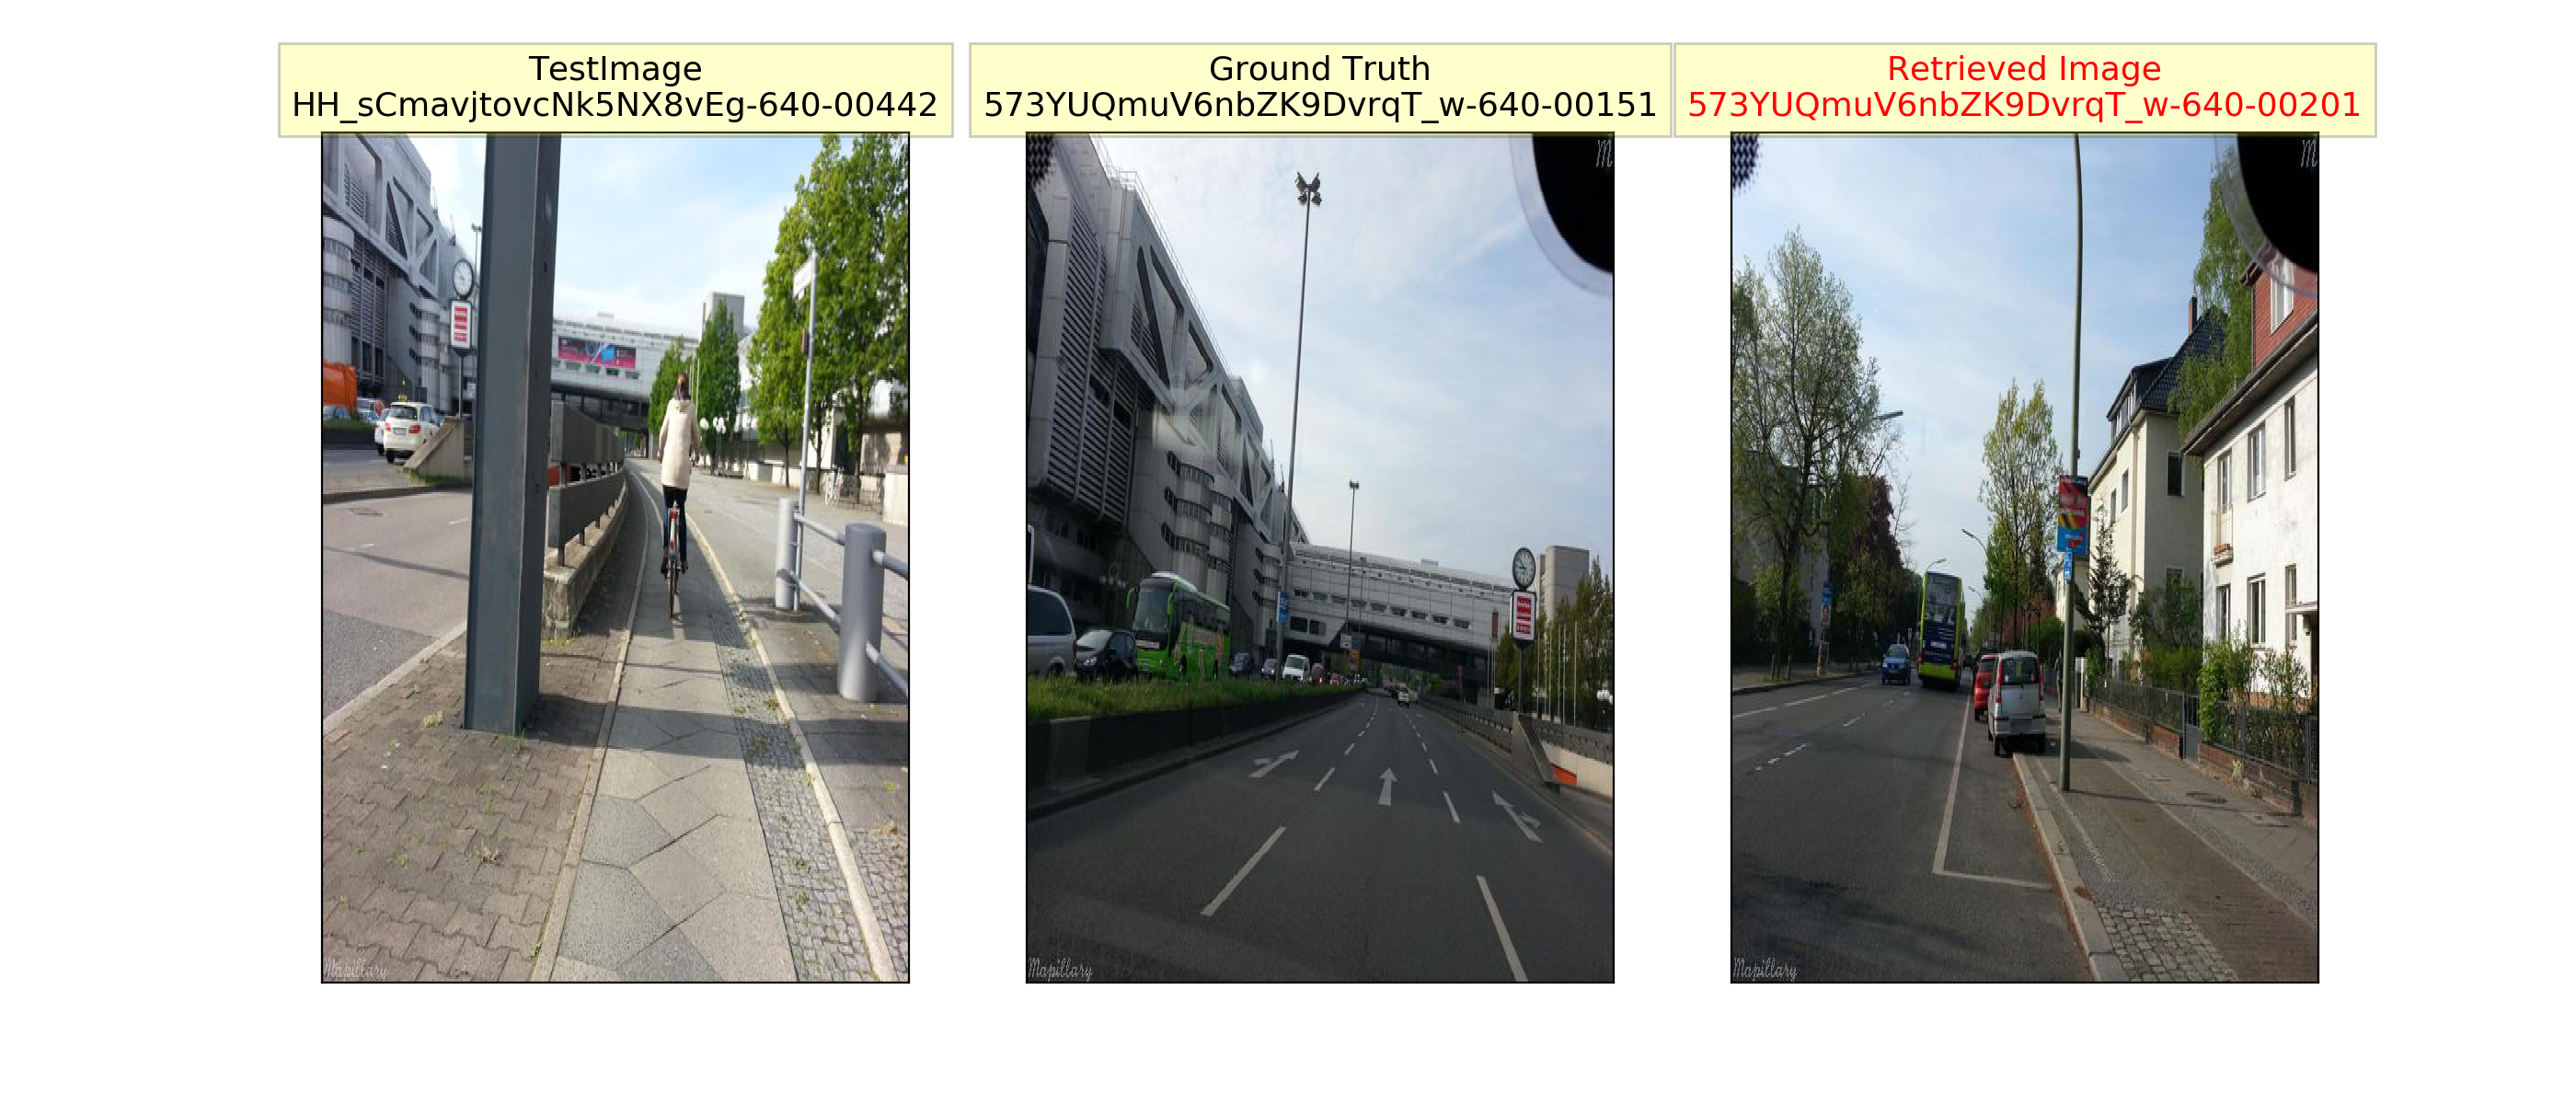 TestImage
HH_sCmavjtovcNk5NX8vEg-640-00442
Ground Truth
573YUQmuV6nbZK9DvrqT_w-640-00151
Retrieved Image
573YUQmuV6nbZK9DvrqT_w-640-00201
M
M
Mapillary
Mapillary
Mapillary